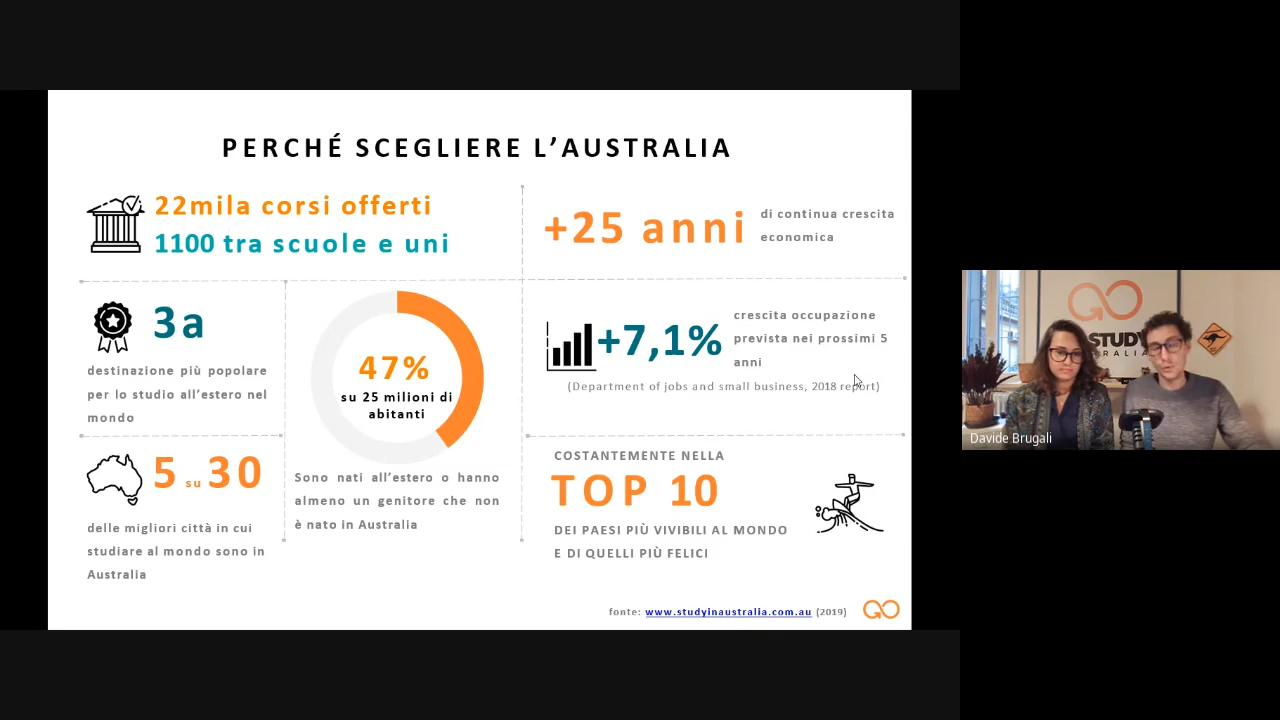 PERCHÉ SCEGLIERE L’AUSTRALIA
22mila corsi offerti
1100 tra scuole e uni
+25 anni
di continua crescita
economica
3a
destinazione più popolare
per lo studio all’estero nel
mondo
47%
su 25 milioni di
abitanti
Sono nati all’estero o hanno
almeno un genitore che non
è nato in Australia
+7,1%
crescita occupazione
prevista nei prossimi 5
anni
(Department of jobs and small business, 2018 report)
5 su 30
delle migliori città in cui
studiare al mondo sono in
Australia
COSTANTEMENTE NELLA
TOP 10
DEI PAESI PIÙ VIVIBILI AL MONDO
E DI QUELLI PIÙ FELICI
fonte: www.studyinaustralia.com.au (2019)
GO
STUDY
Davide Brugali